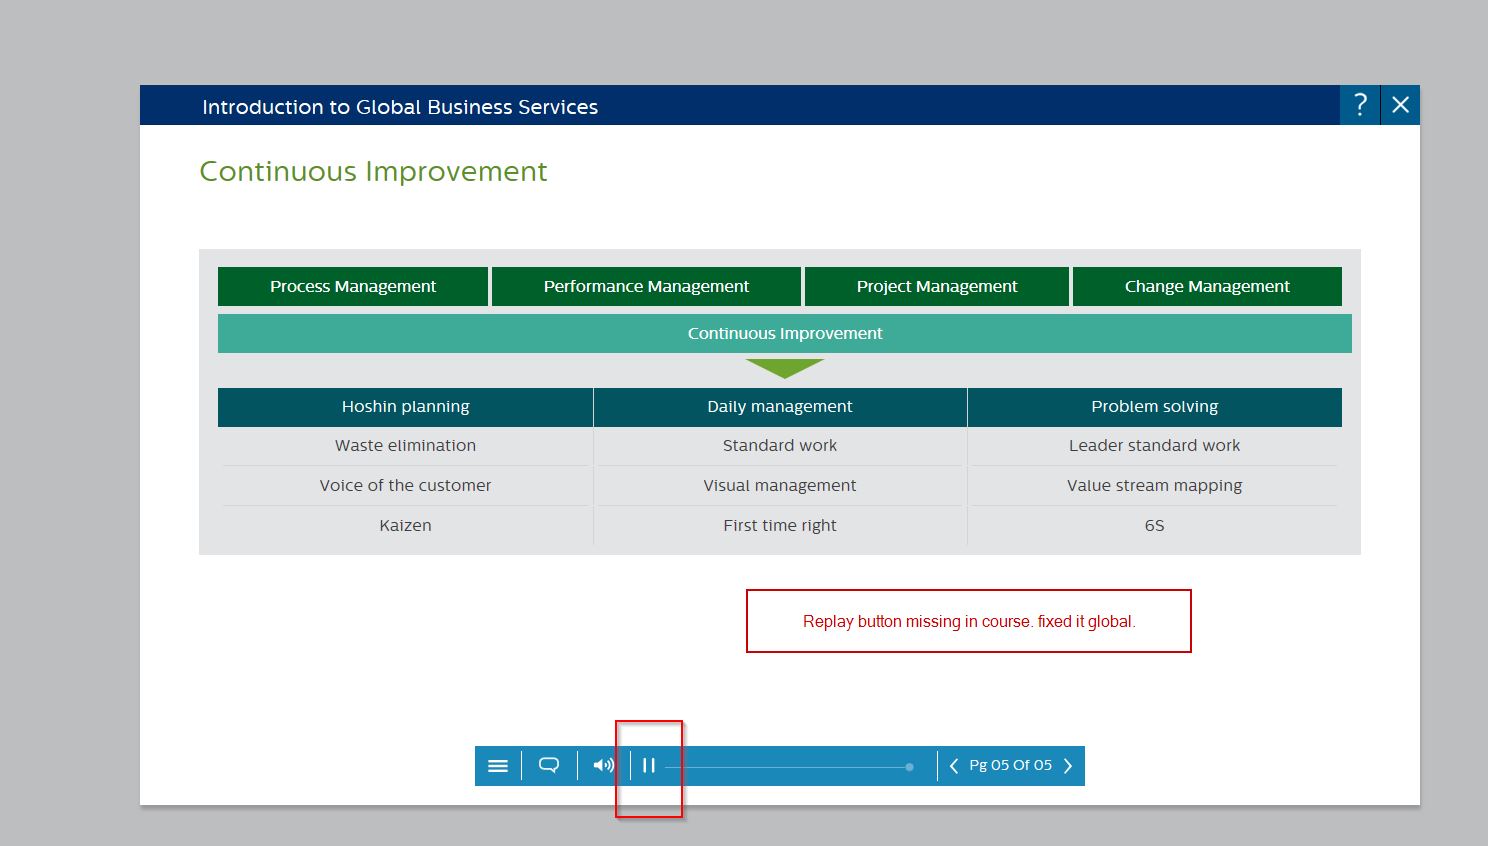 Introduction to Global Business Services
?
Continuous Improvement
Process Management Performance Management Project Management Change Management
Continuous Improvement
Hoshin planning Daily management Problem solving
Waste elimination Standard work Leader standard work
Voice of the customer Visual management Value stream mapping
Kaizen First time right 6S
Replay button missing in course. fixed it global.
Pg 05 Of 05